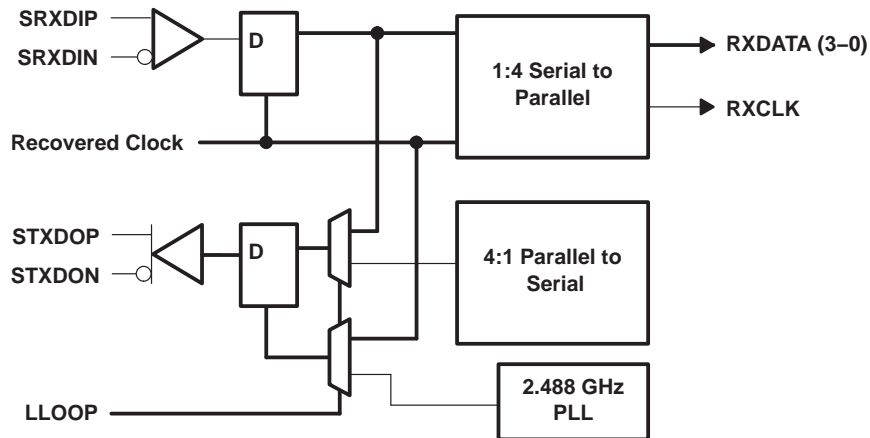 SRXDIP
SRXDIN
D
1:4 Serial to
Parallel
RXDATA (3–0)
RXCLK
Recovered Clock
STXDOP
STXDON
D
4:1 Parallel to
Serial
2.488 GHz
PLL
LLOOP